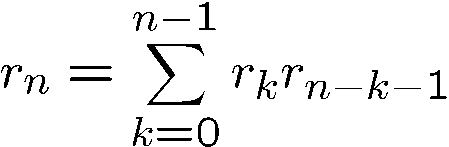 r_n = \sum_{k=0}^{n-1} r_k r_{n-k-1}